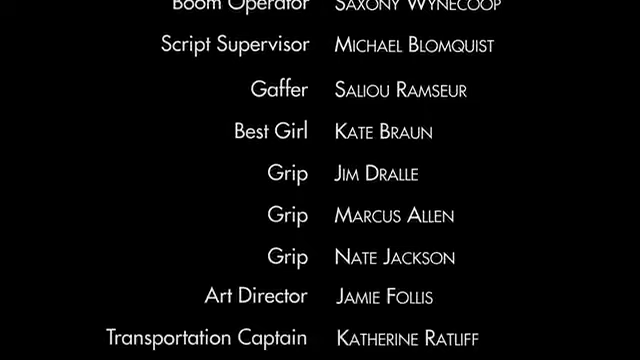 Boom Operator Saxony Wynecoop
Script Supervisor Michael Blomquist
Gaffer Saliou Ramseur
Best Girl Kate Braun
Grip Jim Dralle
Grip Marcus Allen
Grip Nate Jackson
Art Director Jamie Follis
Transportation Captain Katherine Ratliff